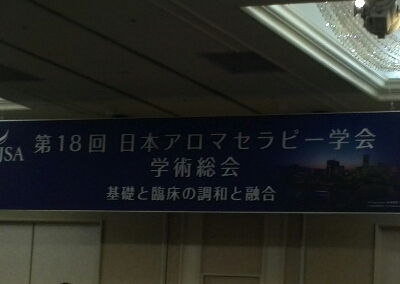 JSA
第18回 日本アロマセラピー学会
学術総会
基礎と臨床の調和と融合